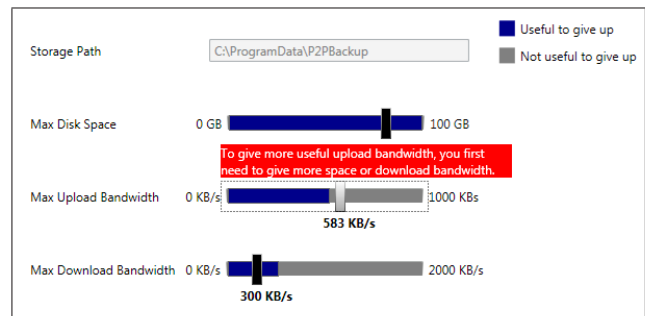 Useful to give up
Storage Path C:\ProgramData\P2PBackup Not useful to give up
Max Disk Space 0 GB 100 GB
To give more useful upload bandwidth, you first
need to give more space or download bandwidth.
Max Upload Bandwidth 0 KB/s 1000 KBs
583 KB/s
Max Download Bandwidth 0 KB/s 2000 KB/s
300 KB/s